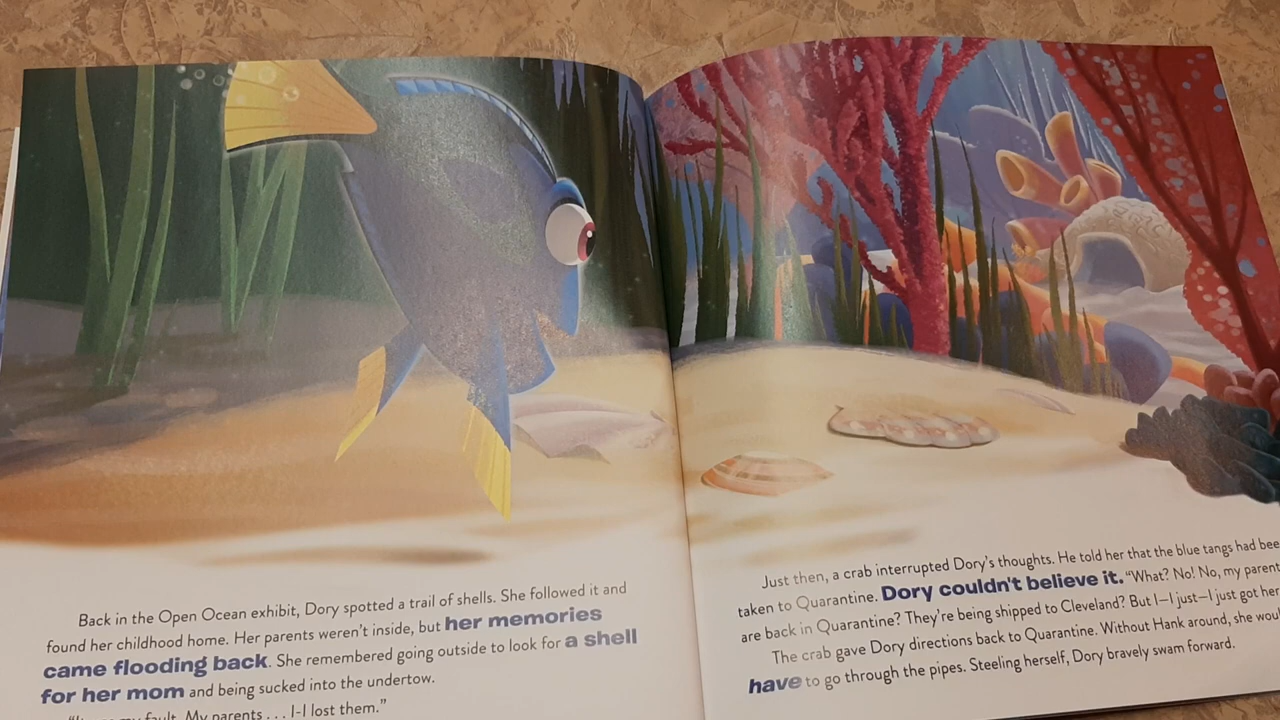 Back in the Open Ocean exhibit, Dory spotted a trail of shells. She followed it and
found her childhood home. Her parents weren't inside, but her memories
came flooding back. She remembered going outside to look for a shell
for her mom and being sucked into the undertow.
my fault. My parents . . . I-I lost them."
Just then, a crab interrupted Dory's thoughts. He told her that the blue tangs had
taken to Quarantine. Dory couldn't believe it. "What? No! No, my
are back in Quarantine? They're being shipped to Cleveland? But I—I just—I just got
The crab gave Dory directions back to Quarantine. Without Hank around, she
have to go through the pipes. Steeling herself, Dory bravely swam forward.